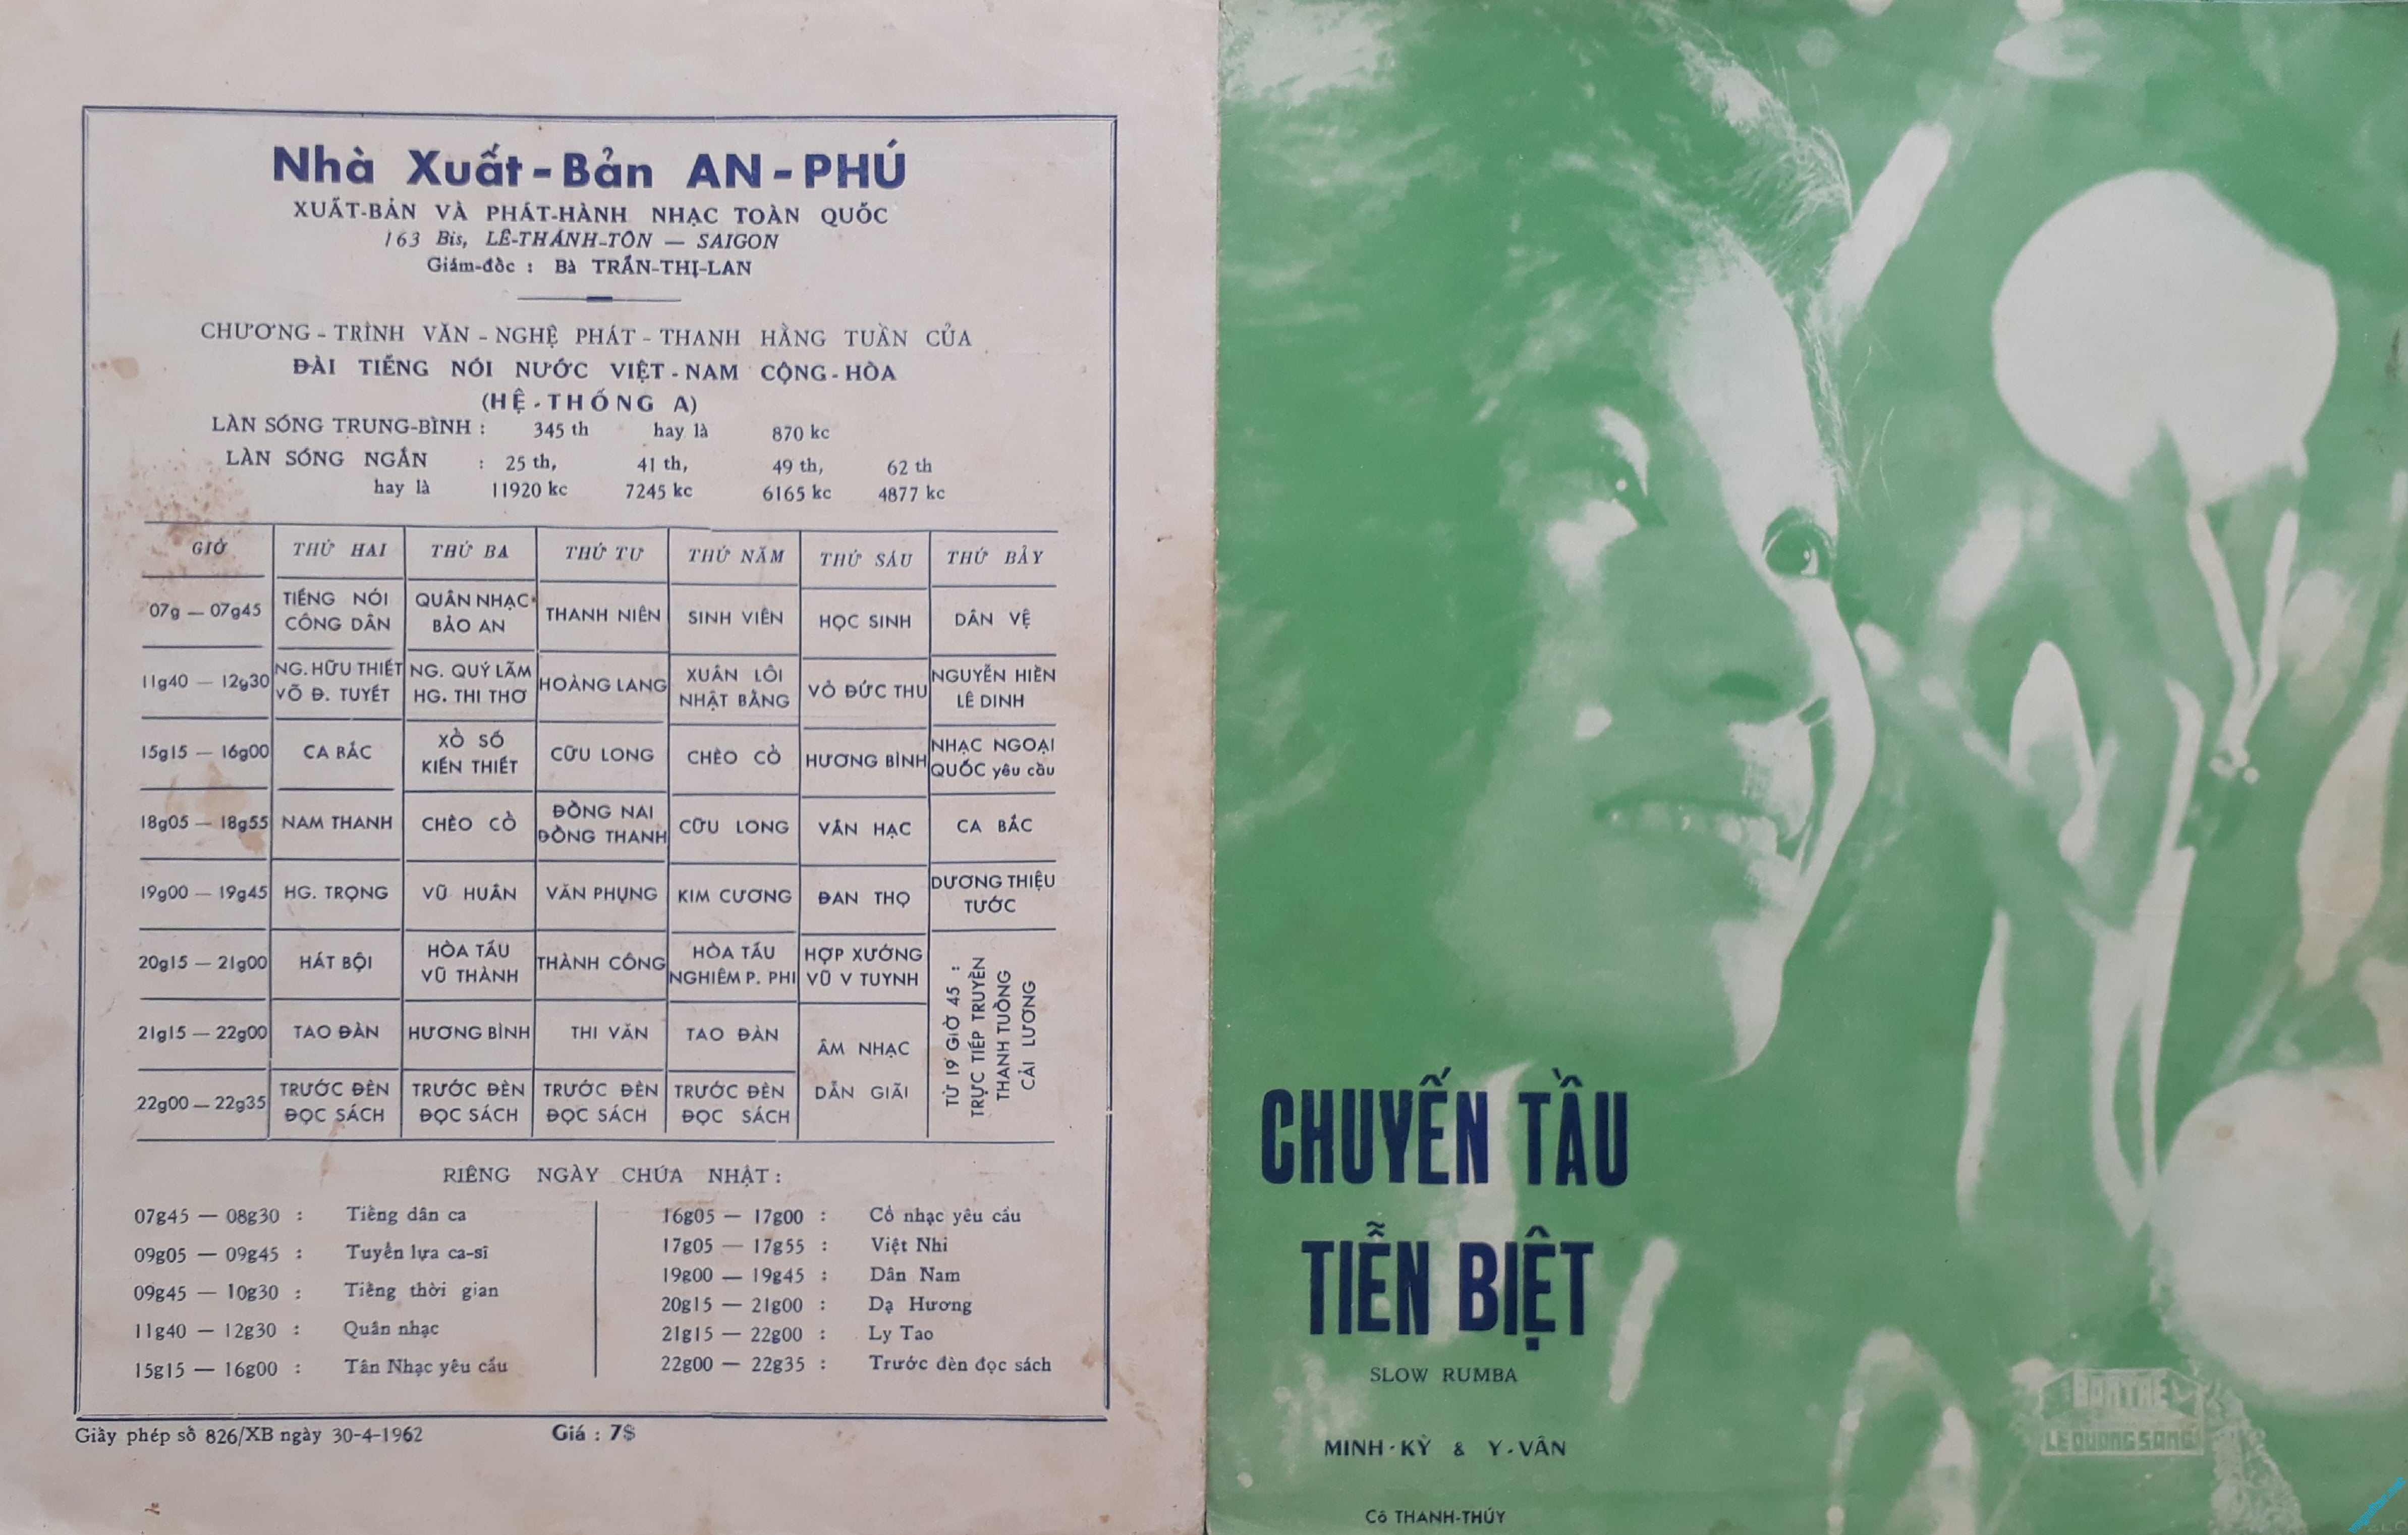 Nhà Xuất-Bản AN-PHÚ
XUẤT-BẢN VÀ PHÁT-HÀNH NHẠC TOÀN QUỐC
163 Bis, LÊ-THÁNH-TÔN — SAIGON
Giám-đốc : Bà TRẦN-THỊ-LAN
CHƯƠNG-TRÌNH VĂN-NGHỆ PHÁT-THANH HẰNG TUẦN CỦA
ĐÀI TIẾNG NÓI NƯỚC VIỆT-NAM CỘNG-HÒA
(HỆ-THỐNG A)
LÀN SÓNG TRUNG-BÌNH : 345 th hay là 870 kc
LÀN SÓNG NGẮN : 25 th, 41 th, 49 th, 62 th
hay là 11920 kc 7245 kc 6165 kc 4877 kc
GIỜ THỨ HAI THỨ BA THỨ TƯ THỨ NĂM THỨ SÁU THỨ BẢY
07g — 07g45 TIẾNG NÓI CÔNG DÂN QUÂN NHẠC BẢO AN THANH NIÊN SINH VIÊN HỌC SINH DÂN VỆ
11g40 — 12g30 NG. HỮU THIẾT VÕ Đ. TUYẾT NG. QUÝ LÃM HG. THI THƠ HOÀNG LANG XUÂN LÔI NHẬT BẰNG VÕ ĐỨC THU NGUYỄN HIỀN LÊ DINH
15g15 — 16g00 CA BẮC XỔ SỐ KIẾN THIẾT CỮU LONG CHÈO CỔ HƯƠNG BÌNH NHẠC NGOẠI QUỐC yêu cầu
18g05 — 18g55 NAM THANH CHÈO CỔ ĐỒNG NAI ĐỒNG THANH CỮU LONG VÂN HẠC CA BẮC
19g00 — 19g45 HG. TRỌNG VŨ HUÂN VĂN PHỤNG KIM CƯƠNG ĐAN THỌ DƯƠNG THIỆU TƯỚC
20g15 — 21g00 HÁT BỘI HÒA TẤU VŨ THÀNH THÀNH CÔNG HÒA TẤU NGHIÊM P. PHI HỢP XƯỚNG VŨ V TUYNH
21g15 — 22g00 TAO ĐÀN HƯƠNG BÌNH THI VĂN TAO ĐÀN ÂM NHẠC DẪN GIÃI
22g00 — 22g35 TRƯỚC ĐÈN ĐỌC SÁCH TRƯỚC ĐÈN ĐỌC SÁCH TRƯỚC ĐÈN ĐỌC SÁCH TRƯỚC ĐÈN ĐỌC SÁCH
TỪ 19 GIỜ 45 :
TRỰC TIẾP TRUYỀN
THANH TUỒNG
CẢI LƯƠNG
RIÊNG NGÀY CHÚA NHẬT :
07g45 — 08g30 : Tiếng dân ca
09g05 — 09g45 : Tuyển lựa ca-sĩ
09g45 — 10g30 : Tiếng thời gian
11g40 — 12g30 : Quân nhạc
15g15 — 16g00 : Tân Nhạc yêu cầu
16g05 — 17g00 : Cổ nhạc yêu cầu
17g05 — 17g55 : Việt Nhi
19g00 — 19g45 : Dân Nam
20g15 — 21g00 : Dạ Hương
21g15 — 22g00 : Ly Tao
22g00 — 22g35 : Trước đèn đọc sách
Giấy phép số 826/XB ngày 30-4-1962 Giá : 7$
CHUYẾN TẦU
TIỄN BIỆT
SLOW RUMBA
MINH-KỲ & Y-VÂN
Cô THANH-THÚY
LE QUANG SANG